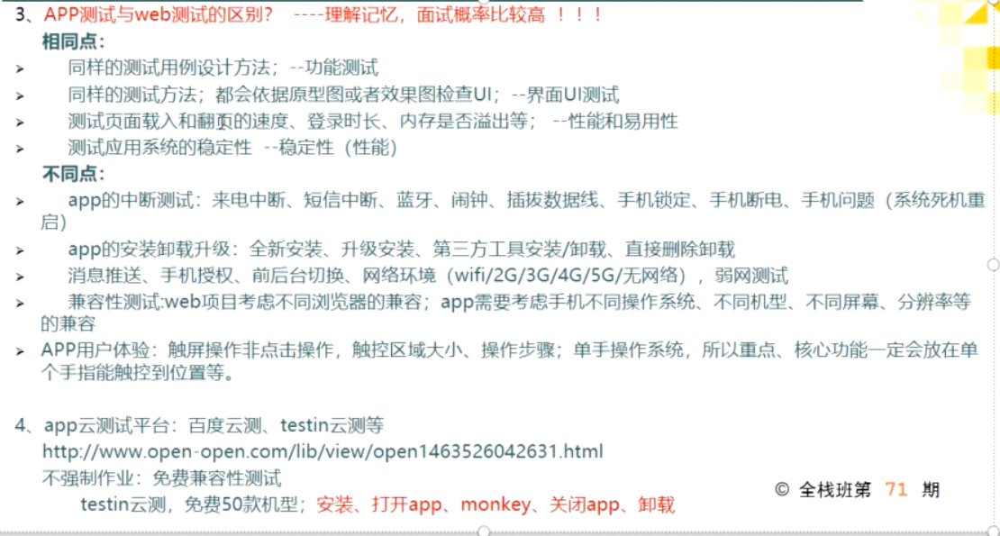 3、APP测试与web测试的区别？ ----理解记忆，面试概率比较高 ！！！
相同点：
➢ 同样的测试用例设计方法；--功能测试
➢ 同样的测试方法；都会依据原型图或者效果图检查UI；--界面UI测试
➢ 测试页面载入和翻页的速度、登录时长、内存是否溢出等； --性能和易用性
➢ 测试应用系统的稳定性 --稳定性（性能）
不同点：
➢ app的中断测试：来电中断、短信中断、蓝牙、闹钟、插拔数据线、手机锁定、手机断电、手机问题（系统死机重
启）
➢ app的安装卸载升级：全新安装、升级安装、第三方工具安装/卸载、直接删除卸载
➢ 消息推送、手机授权、前后台切换、网络环境（wifi/2G/3G/4G/5G/无网络），弱网测试
➢ 兼容性测试:web项目考虑不同浏览器的兼容；app需要考虑手机不同操作系统、不同机型、不同屏幕、分辨率等
的兼容
➢ APP用户体验：触屏操作非点击操作，触控区域大小、操作步骤；单手操作系统，所以重点、核心功能一定会放在单
个手指能触控到位置等。
4、app云测试平台：百度云测、testin云测等
http://www.open-open.com/lib/view/open1463526042631.html
不强制作业：免费兼容性测试
testin云测，免费50款机型；安装、打开app、monkey、关闭app、卸载
© 全栈班第 71 期